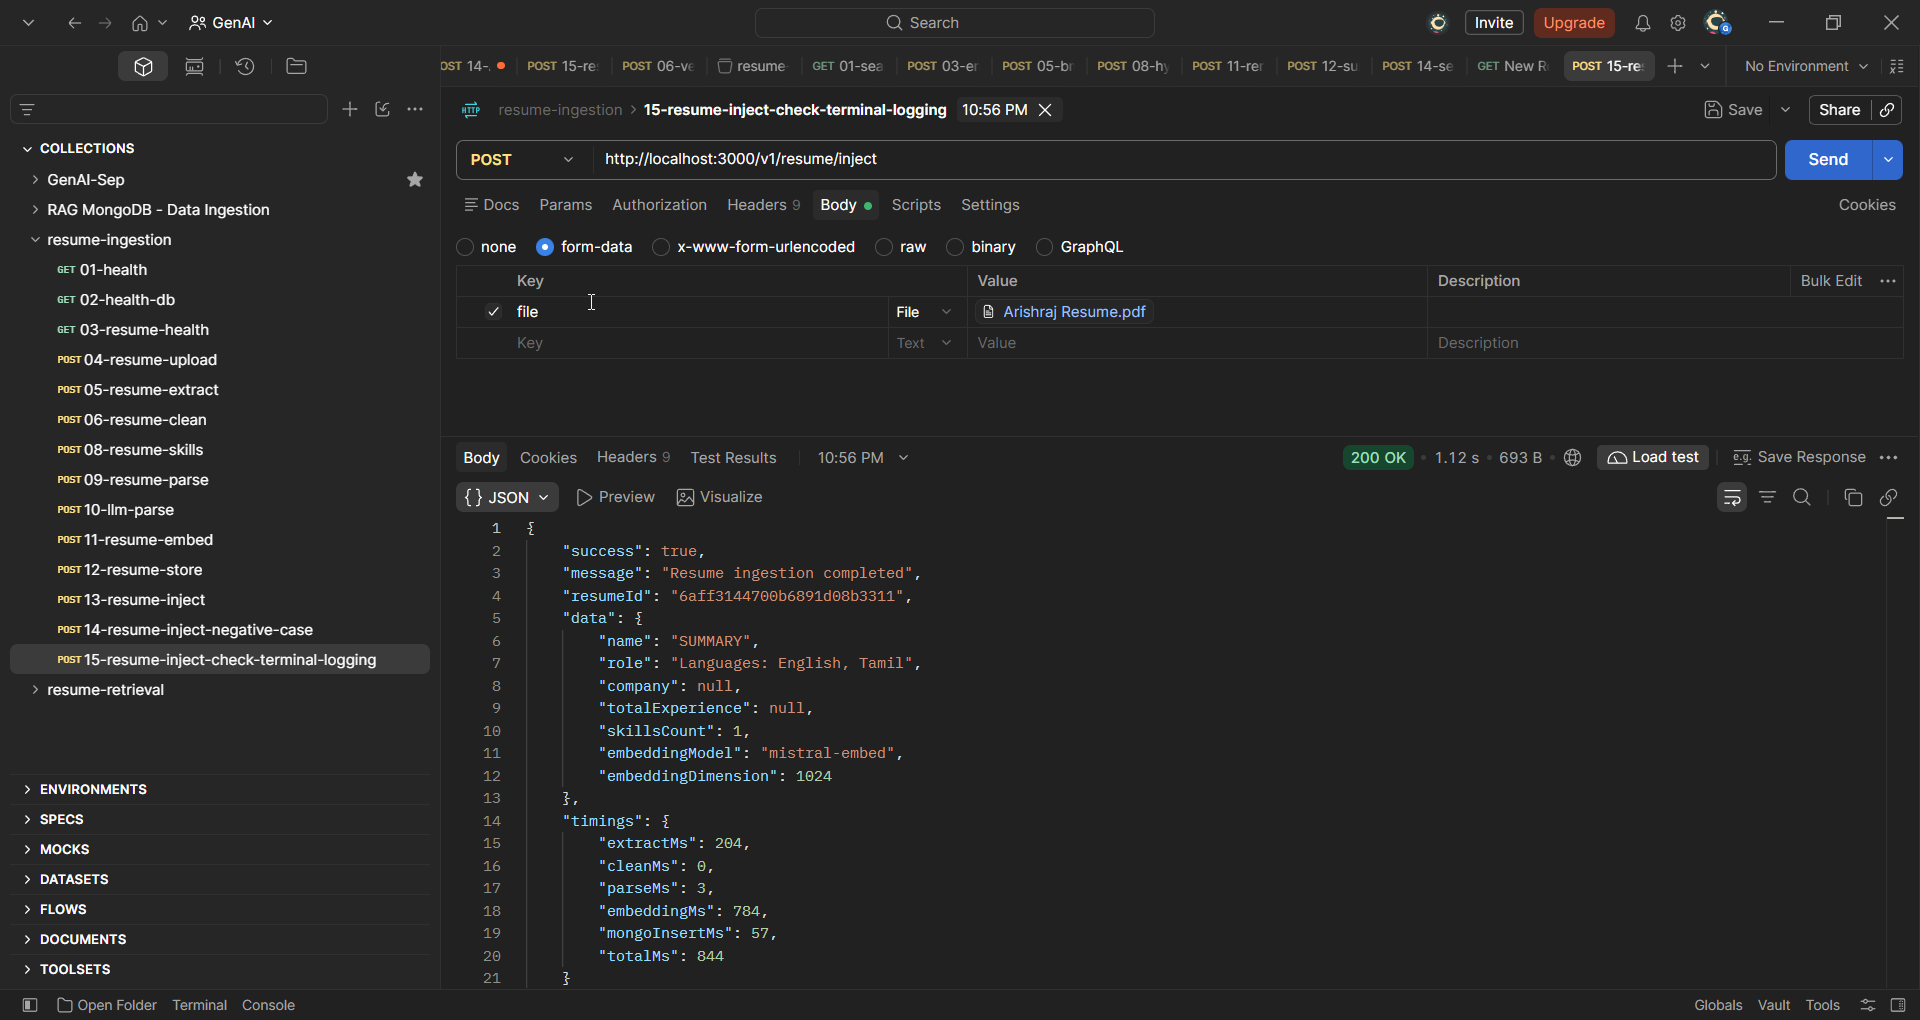 GenAI
Search
Invite
Upgrade
OST 14-.
POST 15-re:
POST 06-ve
resume-
GET 01-sea
POST 03-er
POST 05-br
POST 08-hy
POST 11-rer
POST 12-su
POST 14-se
GET New R
POST 15-re:
No Environment
resume-ingestion > 15-resume-inject-check-terminal-logging 10:56 PM
Save
Share
COLLECTIONS
GenAI-Sep
RAG MongoDB - Data Ingestion
resume-ingestion
GET 01-health
GET 02-health-db
GET 03-resume-health
POST 04-resume-upload
POST 05-resume-extract
POST 06-resume-clean
POST 08-resume-skills
POST 09-resume-parse
POST 10-llm-parse
POST 11-resume-embed
POST 12-resume-store
POST 13-resume-inject
POST 14-resume-inject-negative-case
POST 15-resume-inject-check-terminal-logging
resume-retrieval
ENVIRONMENTS
SPECS
MOCKS
DATASETS
FLOWS
DOCUMENTS
TOOLSETS
HTTP
POST http://localhost:3000/v1/resume/inject Send
Docs Params Authorization Headers 9 Body Scripts Settings Cookies
none form-data x-www-form-urlencoded raw binary GraphQL
Key Value Description Bulk Edit
file File Arishraj Resume.pdf
Key Text Value Description
Body Cookies Headers 9 Test Results 10:56 PM 200 OK 1.12 s 693 B Load test e.g. Save Response
{} JSON Preview Visualize
1 {
2 "success": true,
3 "message": "Resume ingestion completed",
4 "resumeId": "6aff3144700b6891d08b3311",
5 "data": {
6 "name": "SUMMARY",
7 "role": "Languages: English, Tamil",
8 "company": null,
9 "totalExperience": null,
10 "skillsCount": 1,
11 "embeddingModel": "mistral-embed",
12 "embeddingDimension": 1024
13 },
14 "timings": {
15 "extractMs": 204,
16 "cleanMs": 0,
17 "parseMs": 3,
18 "embeddingMs": 784,
19 "mongoInsertMs": 57,
20 "totalMs": 844
21 }
Open Folder Terminal Console Globals Vault Tools